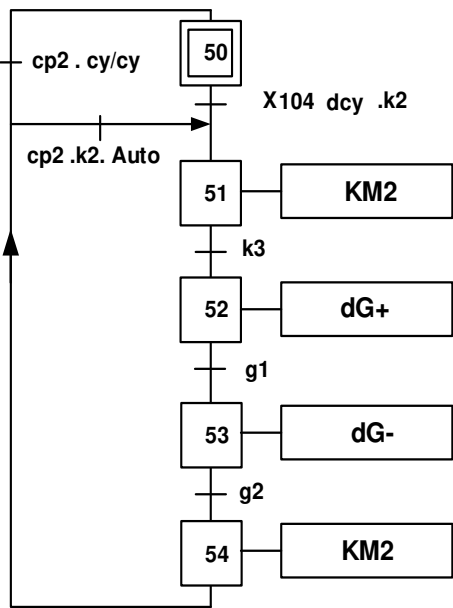 50
cp2 . cy/cy
X104 dcy .k2
cp2 .k2. Auto
51 KM2
k3
52 dG+
g1
53 dG-
g2
54 KM2